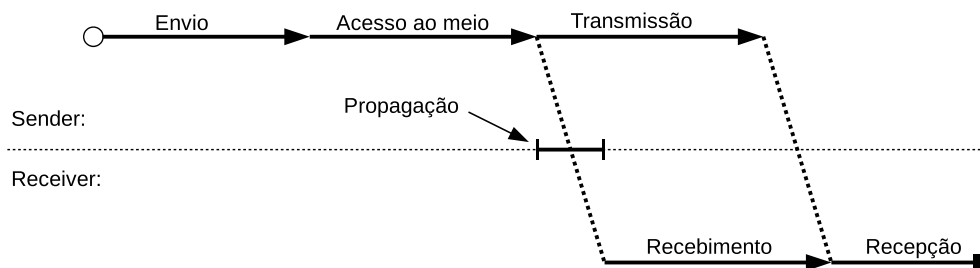 Envio
Acesso ao meio
Transmissão
Propagação
Sender:
Receiver:
Recebimento
Recepção